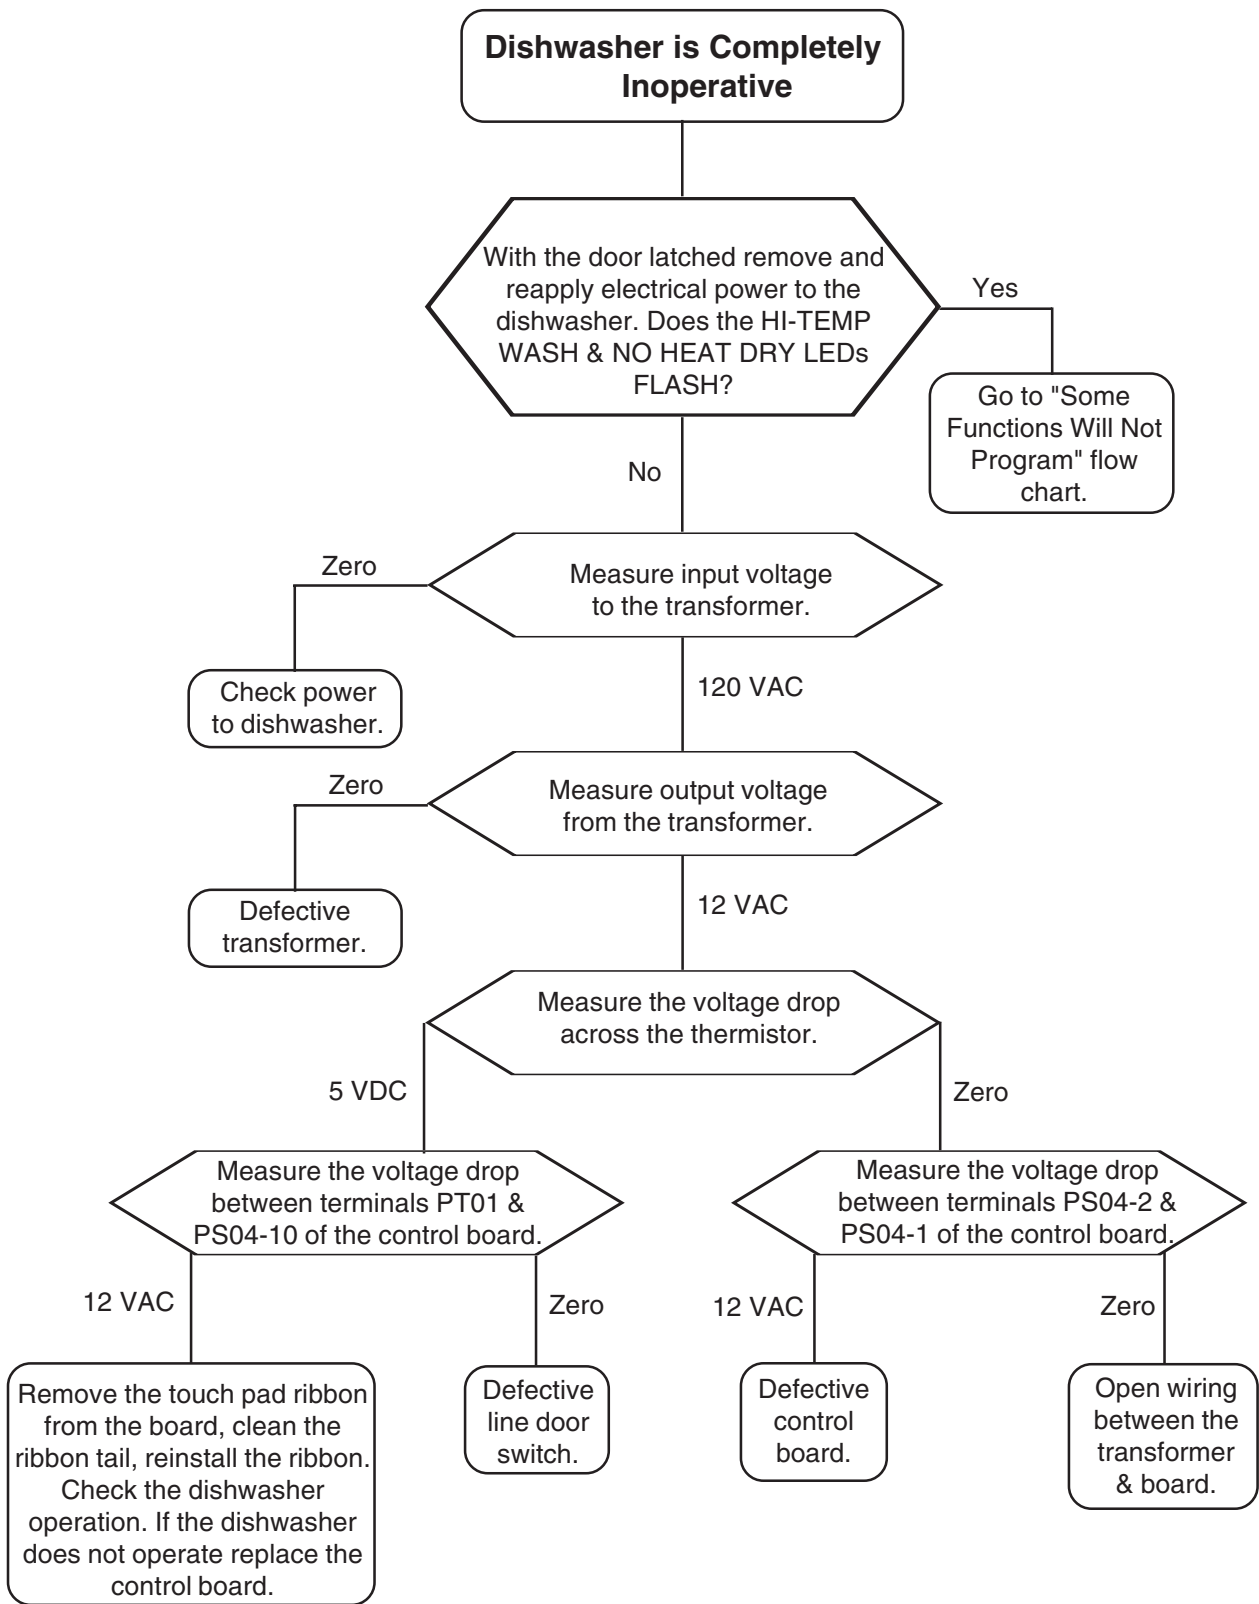 Dishwasher is Completely
Inoperative
With the door latched remove and
reapply electrical power to the
dishwasher. Does the HI-TEMP
WASH & NO HEAT DRY LEDs
FLASH?
Yes
Go to "Some
Functions Will Not
Program" flow
chart.
No
Measure input voltage
to the transformer.
Zero
Check power
to dishwasher.
120 VAC
Measure output voltage
from the transformer.
Zero
Defective
transformer.
12 VAC
Measure the voltage drop
across the thermistor.
5 VDC
Zero
Measure the voltage drop
between terminals PT01 &
PS04-10 of the control board.
Measure the voltage drop
between terminals PS04-2 &
PS04-1 of the control board.
12 VAC
Zero
12 VAC
Zero
Remove the touch pad ribbon
from the board, clean the
ribbon tail, reinstall the ribbon.
Check the dishwasher
operation. If the dishwasher
does not operate replace the
control board.
Defective
line door
switch.
Defective
control
board.
Open wiring
between the
transformer
& board.